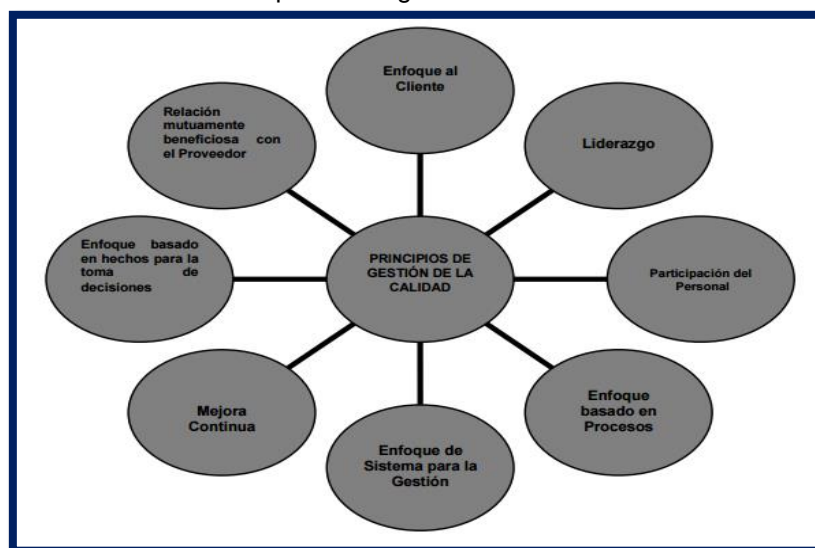 Enfoque al
Cliente
Liderazgo
Participación del
Personal
Enfoque
basado en
Procesos
Enfoque de
Sistema para la
Gestión
Mejora
Continua
Enfoque basado
en hechos para la
toma de
decisiones
Relación
mutuamente
beneficiosa con
el Proveedor
PRINCIPIOS DE
GESTIÓN DE LA
CALIDAD